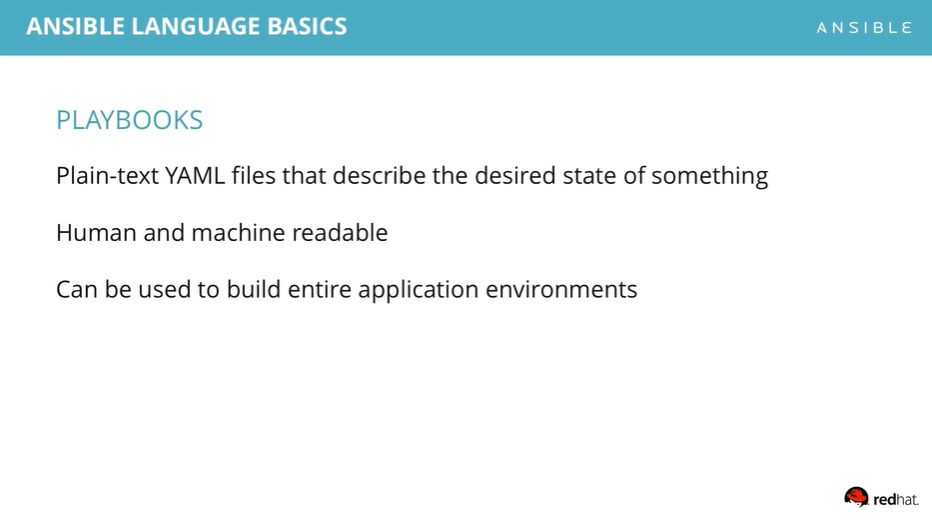 ANSIBLE LANGUAGE BASICS
ANSIBLE
PLAYBOOKS
Plain-text YAML files that describe the desired state of something
Human and machine readable
Can be used to build entire application environments
redhat.